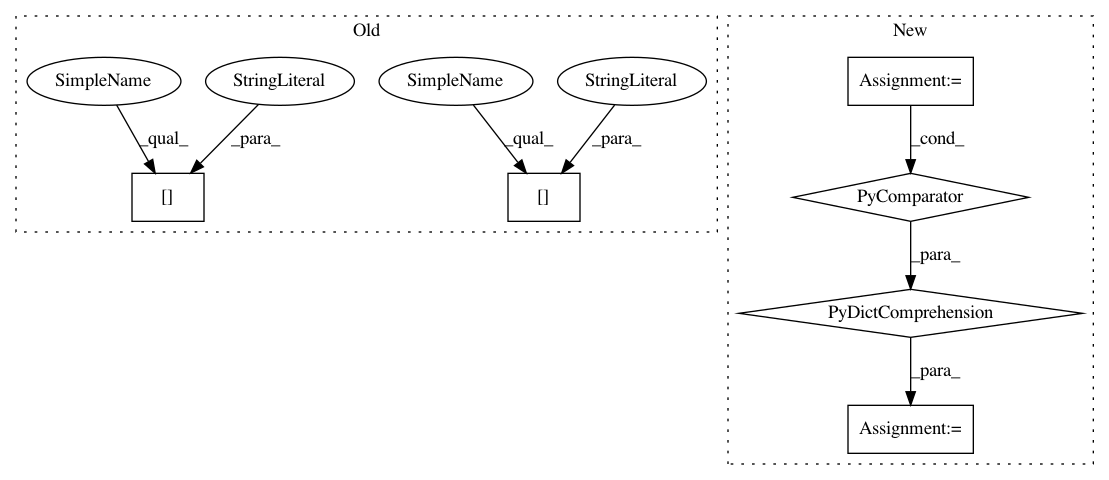 Old
New
SimpleName
StringLiteral
SimpleName
StringLiteral
Assignment:=
_qual_
_para_
_qual_
_para_
_cond_
[]
[]
PyComparator
_para_
PyDictComprehension
_para_
Assignment:=